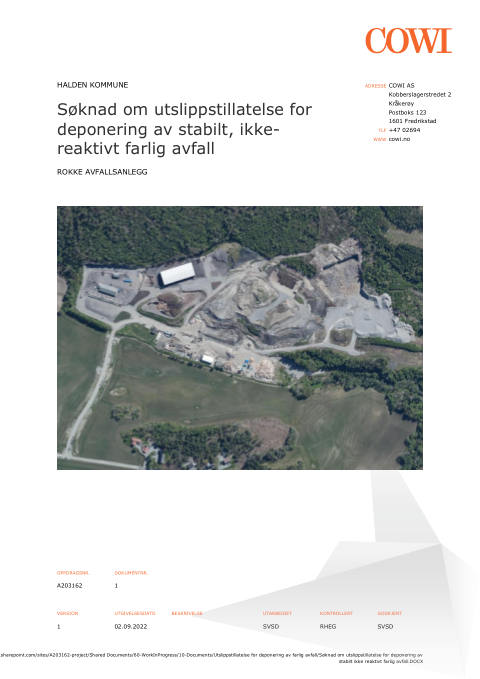 COWI
HALDEN KOMMUNE
Søknad om utslippstillatelse for
deponering av stabilt, ikke-
reaktivt farlig avfall
ROKKE AVFALLSANLEGG
ADRESSE COWI AS
Kobberslagerstredet 2
Kråkerøy
Postboks 123
1601 Fredrikstad
TLF +47 02694
WWW cowi.no
OPPDRAGSNR. DOKUMENTNR.
A203162 1
VERSJON UTGIVELSESDATO BESKRIVELSE UTARBEIDET KONTROLLERT GODKJENT
1 02.09.2022 SVSD RHEG SVSD
sharepoint.com/sites/A203162-project/Shared Documents/60-WorkInProgress/10-Documents/Utslippstillatelse for deponering av farlig avfall/Søknad om utslippstillatelse for deponering av
stabilt ikke reaktivt farlig avfall.DOCX